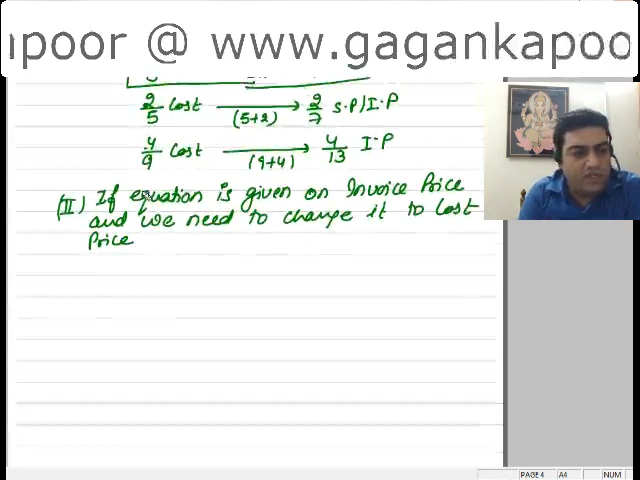 apoor @ www.gagankapoo
2/5 Cost (5+2) 2/7 S.P/I.P
4/9 Cost (9+4) 4/13 I.P
(II) If equation is given on Invoice Price
and we need to change it to Cost
Price
PAGE 4 A4 NUM